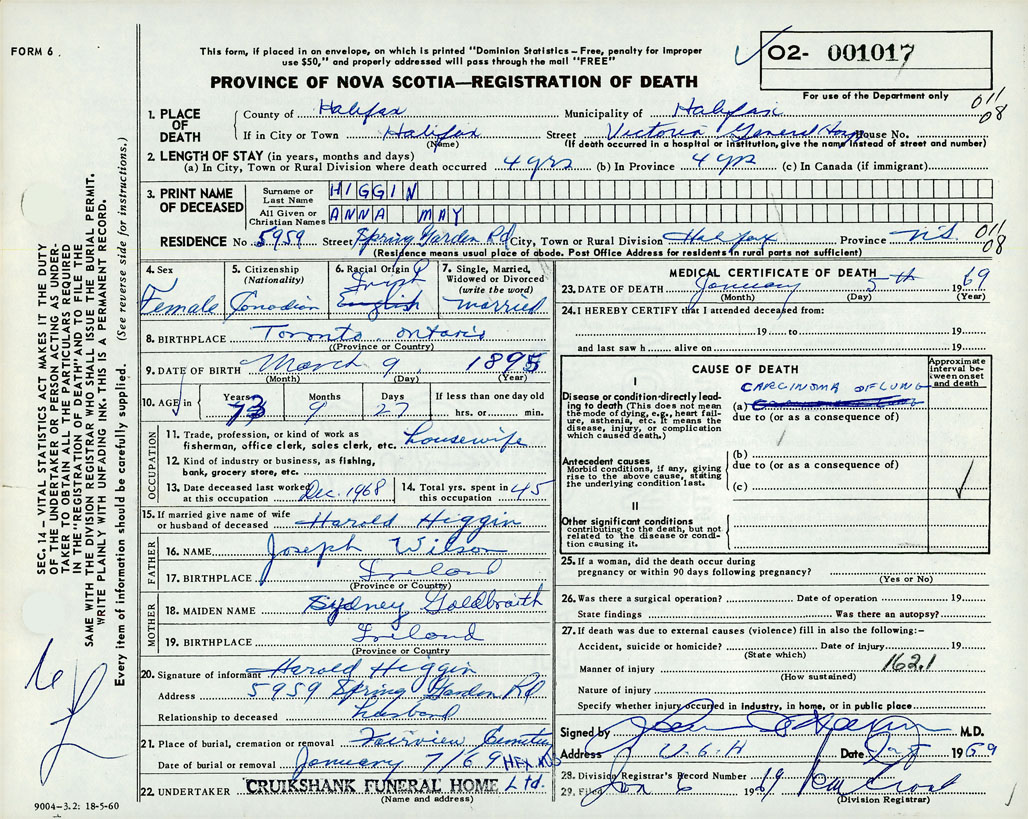 FORM 6.
This form, if placed in an envelope, on which is printed "Dominion Statistics – Free, penalty for improper
use $50," and properly addressed will pass through the mail "FREE"
PROVINCE OF NOVA SCOTIA—REGISTRATION OF DEATH
O2- 001017
For use of the Department only
011
08
1. PLACE OF DEATH
County of Halifax Municipality of Halifax
If in City or Town Halifax Street Victoria General Hosp House No.
(Name) (If death occurred in a hospital or institution, give the name instead of street and number)
2. LENGTH OF STAY (in years, months and days)
(a) In City, Town or Rural Division where death occurred 4 yrs (b) In Province 4 yrs (c) In Canada (if immigrant)
3. PRINT NAME OF DECEASED
Surname or Last Name HIGGIN
All Given or Christian Names ANNA MAY
RESIDENCE No. 5959 Street Spring Garden Rd City, Town or Rural Division Halifax Province N.S.
011
08
(Residence means usual place of abode. Post Office Address for residents in rural parts not sufficient)
4. Sex
Female
5. Citizenship
(Nationality)
Canadian
6. Racial Origin
Irish
English
7. Single, Married,
Widowed or Divorced
(write the word)
married
8. BIRTHPLACE Toronto, Ontario
(Province or Country)
9. DATE OF BIRTH March 9 1895
(Month) (Day) (Year)
10. AGE in
Years 73
Months 9
Days 27
If less than one day old
hrs. or min.
OCCUPATION
11. Trade, profession, or kind of work as
fisherman, office clerk, sales clerk, etc. housewife
12. Kind of industry or business, as fishing,
bank, grocery store, etc.
13. Date deceased last worked
at this occupation Dec. 1968
14. Total yrs. spent in
this occupation 45
15. If married give name of wife
or husband of deceased Harold Higgin
FATHER
16. NAME Joseph Wilson
17. BIRTHPLACE Ireland
(Province or Country)
MOTHER
18. MAIDEN NAME Sydney Goldbraith
19. BIRTHPLACE Ireland
(Province or Country)
20. Signature of informant Harold Higgin
Address 5959 Spring Garden Rd
Relationship to deceased husband
21. Place of burial, cremation or removal Fairview Cemetery
Date of burial or removal January 7/69 HFX NS
22. UNDERTAKER CRUIKSHANK FUNERAL HOME Ltd.
(Name and address)
9004-3.2: 18-5-60
MEDICAL CERTIFICATE OF DEATH
23. DATE OF DEATH January 5th 1969
(Month) (Day) (Year)
24. I HEREBY CERTIFY that I attended deceased from:
19 to 19
and last saw h alive on 19
CAUSE OF DEATH
Approximate interval between onset and death
I
Disease or condition directly leading
to death (This does not mean
the mode of dying, e.g., heart failure,
asthenia, etc. It means the
disease, injury, or complication
which caused death.)
CARCINOMA OF LUNG
(a)
due to (or as a consequence of)
Antecedent causes
Morbid conditions, if any, giving
rise to the above cause, stating
the underlying condition last.
(b)
due to (or as a consequence of)
(c)
II
Other significant conditions
contributing to the death, but not
related to the disease or condition
causing it.
25. If a woman, did the death occur during
pregnancy or within 90 days following pregnancy?
(Yes or No)
26. Was there a surgical operation? Date of operation 19
State findings Was there an autopsy?
27. If death was due to external causes (violence) fill in also the following:–
Accident, suicide or homicide? Date of injury 19
(State which)
Manner of injury 162.1
(How sustained)
Nature of injury
Specify whether injury occurred in industry, in home, or in public place
Signed by M.D.
Address V.G.H Date 1969
28. Division Registrar's Record Number
29. Filed Jan 6 1969
(Division Registrar)
SEC. 14 – VITAL STATISTICS ACT MAKES IT THE DUTY
OF THE UNDERTAKER OR PERSON ACTING AS UNDERTAKER
TO OBTAIN ALL THE PARTICULARS REQUIRED
IN THE "REGISTRATION OF DEATH" AND TO FILE THE
SAME WITH THE DIVISION REGISTRAR WHO SHALL ISSUE THE BURIAL PERMIT.
WRITE PLAINLY WITH UNFADING INK. THIS IS A PERMANENT RECORD.
Every item of information should be carefully supplied. (See reverse side for instructions.)